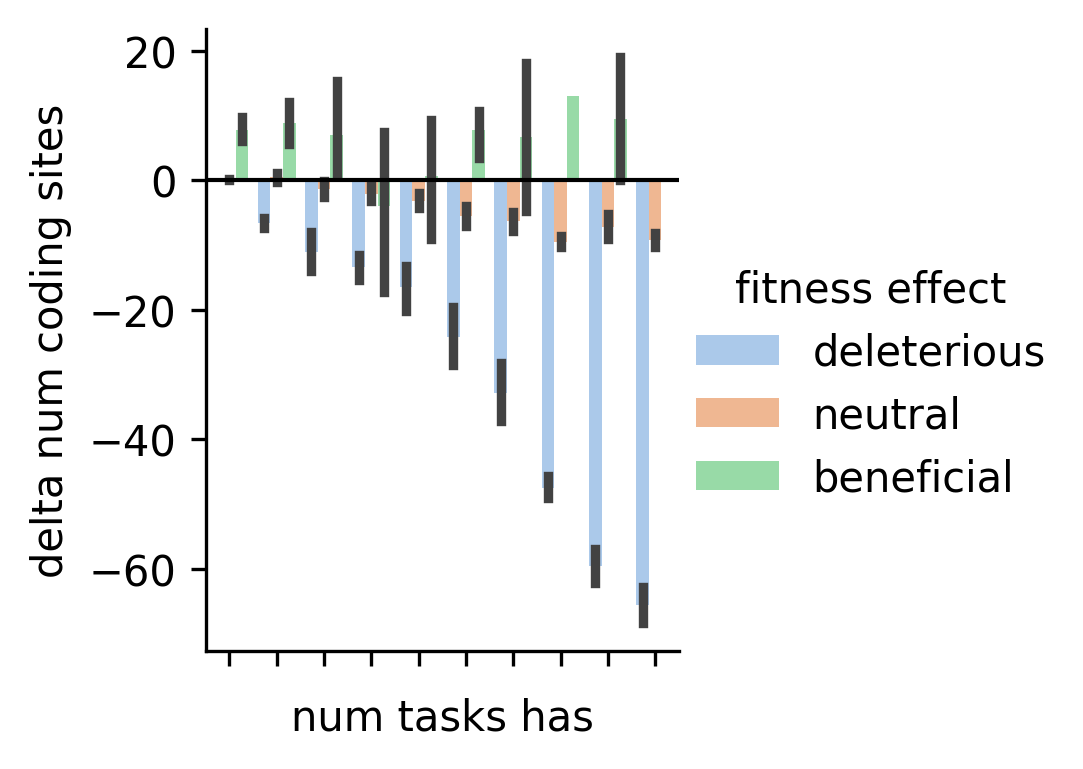 20
0
−20
−40
−60
delta num coding sites
num tasks has
fitness effect
deleterious
neutral
beneficial